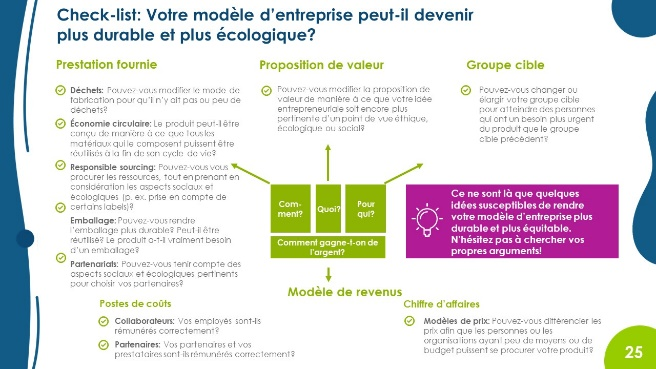 Check-list: Votre modèle d’entreprise peut-il devenir
plus durable et plus écologique?
Prestation fournie
Déchets: Pouvez-vous modifier le mode de
fabrication pour qu’il n’y ait pas ou peu de
déchets?
Économie circulaire: Le produit peut-il être
conçu de manière à ce que tous les
matériaux qui le composent puissent être
réutilisés à la fin de son cycle de vie?
Responsible sourcing: Pouvez-vous vous
procurer les ressources, tout en prenant en
considération les aspects sociaux et
écologiques (p. ex. prise en compte de
certains labels)?
Emballage: Pouvez-vous rendre
l’emballage plus durable? Peut-il être
réutilisé? Le produit a-t-il vraiment besoin
d’un emballage?
Partenariats: Pouvez-vous tenir compte des
aspects sociaux et écologiques pertinents
pour choisir vos partenaires?
Proposition de valeur
Pouvez-vous modifier la proposition de
valeur de manière à ce que votre idée
entrepreneuriale soit encore plus
pertinente d’un point de vue éthique,
écologique ou social?
Groupe cible
Pouvez-vous changer ou
élargir votre groupe cible
pour atteindre des personnes
qui ont un besoin plus urgent
du produit que le groupe
cible précédent?
Com-
ment?
Quoi?
Pour
qui?
Comment gagne-t-on de
l’argent?
Ce ne sont là que quelques
idées susceptibles de rendre
votre modèle d’entreprise plus
durable et plus équitable.
N’hésitez pas à chercher vos
propres arguments!
Modèle de revenus
Postes de coûts
Collaborateurs: Vos employés sont-ils
rémunérés correctement?
Partenaires: Vos partenaires et vos
prestataires sont-ils rémunérés correctement?
Chiffre d’affaires
Modèles de prix: Pouvez-vous différencier les
prix afin que les personnes ou les
organisations ayant peu de moyens ou de
budget puissent se procurer votre produit?
25